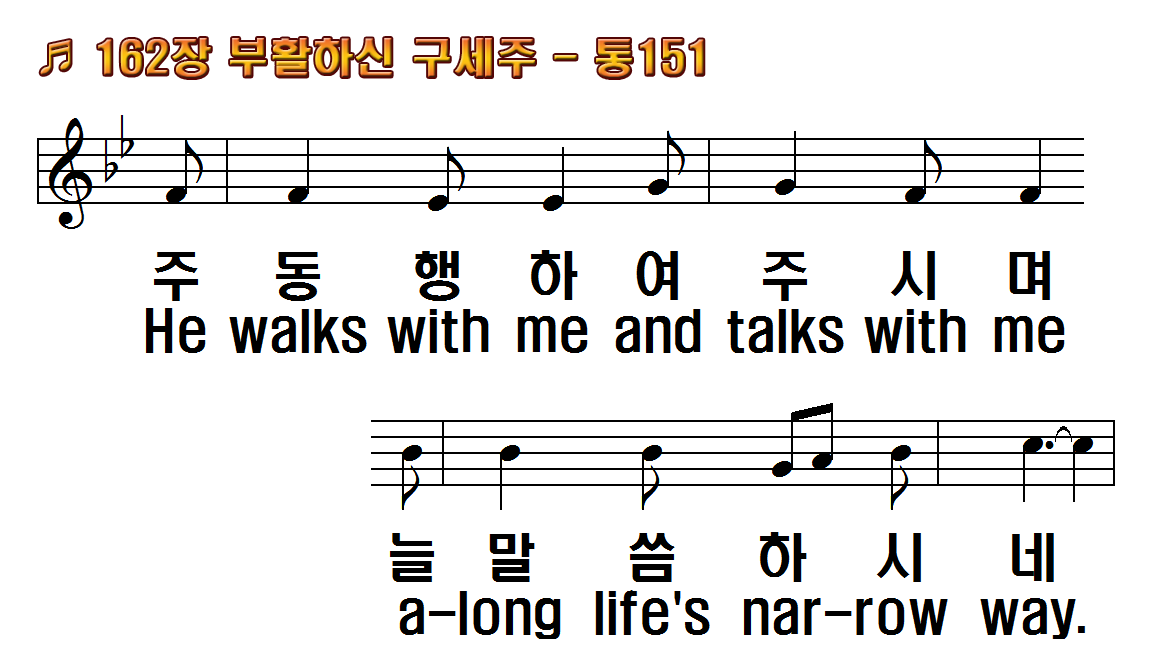 ♬ 162장 부활하신 구세주 - 통151
주 동 행 하 여 주 시 며
He walks with me and talks with me
늘 말 씀 하 시 네
a-long life's nar-row way.